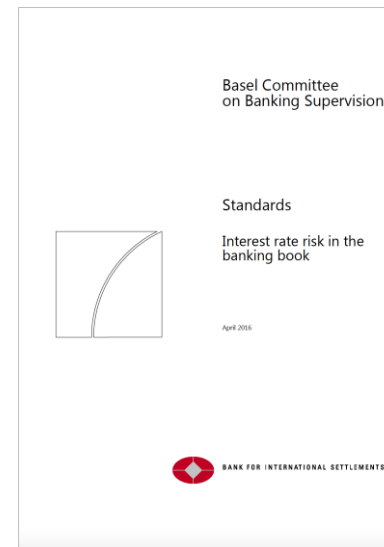 Basel Committee
on Banking Supervision
Standards
Interest rate risk in the
banking book
April 2016
BANK FOR INTERNATIONAL SETTLEMENTS